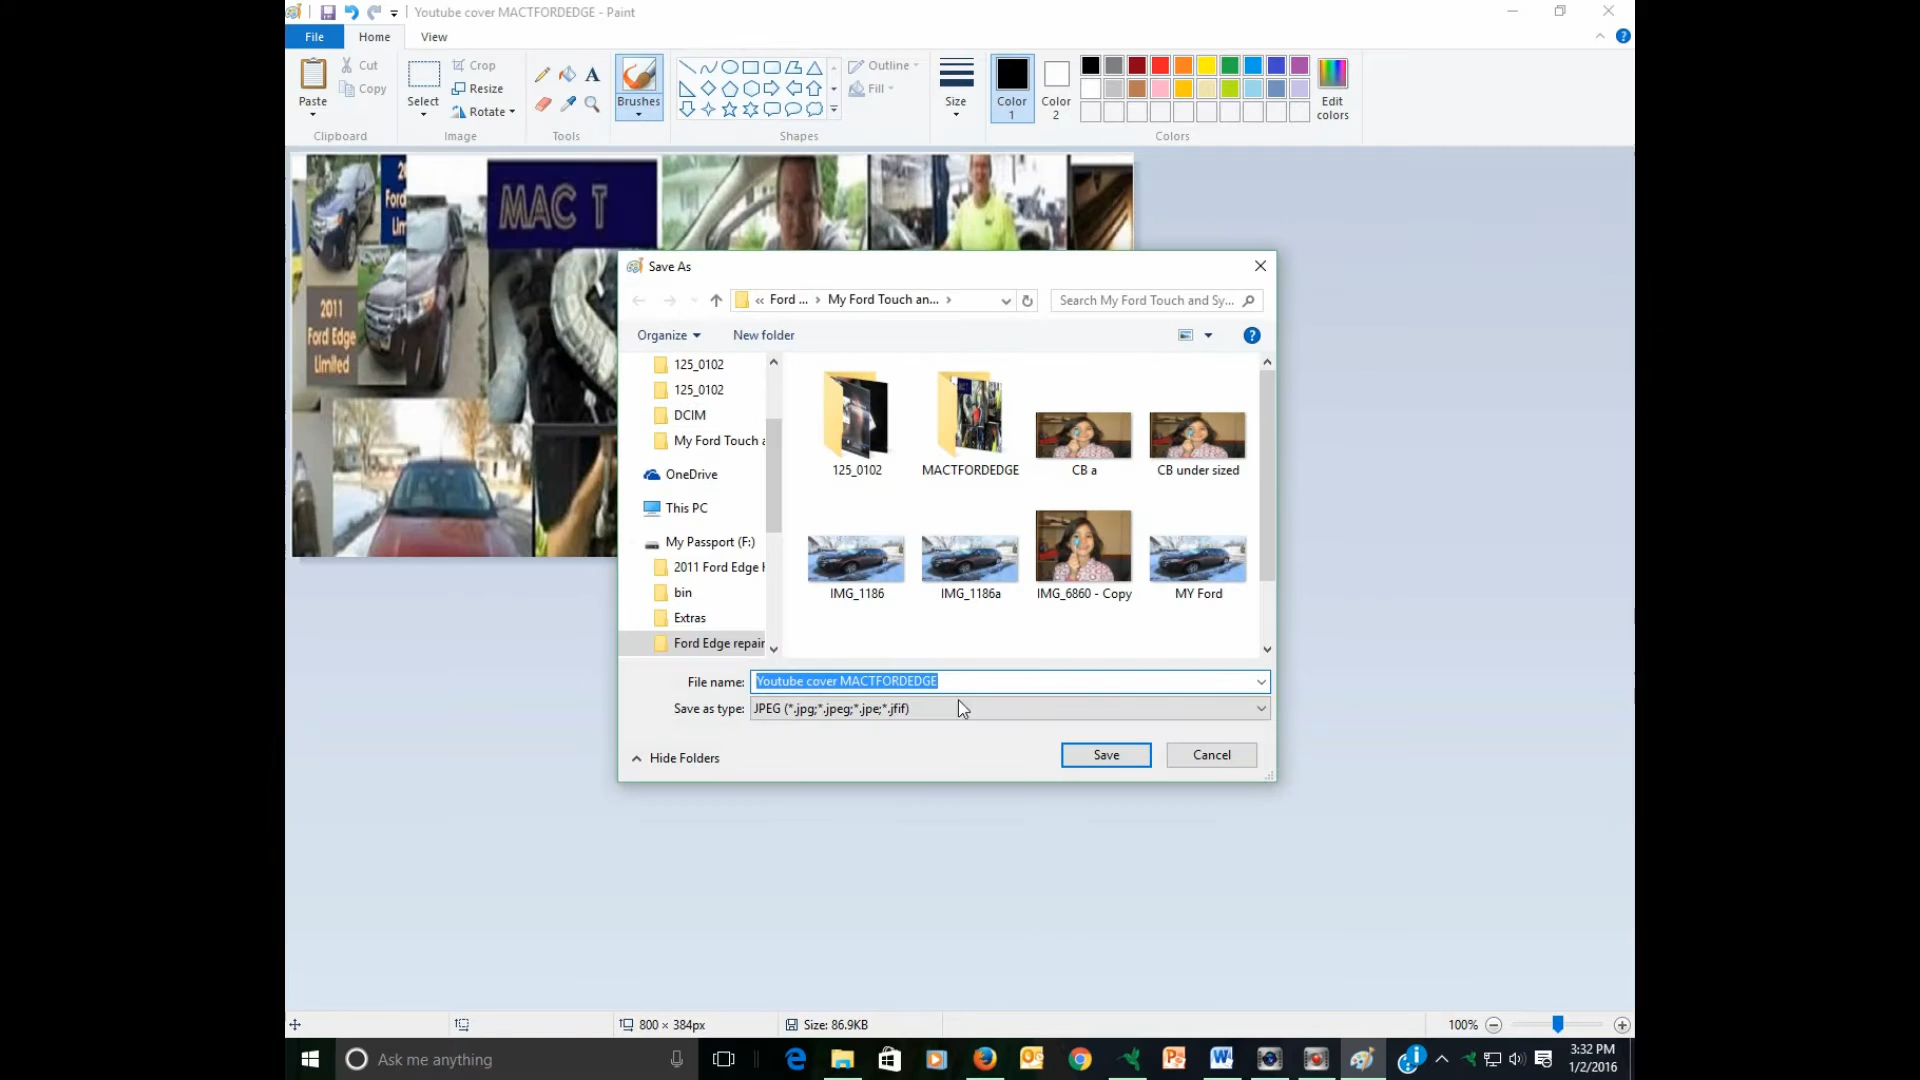 Youtube cover MACTFORDEDGE - Paint
File
Home
View
Paste
Cut
Copy
Clipboard
Select
Crop
Resize
Rotate
Image
A
Tools
Brushes
Shapes
Outline
Fill
Size
Color
1
Color
2
Edit
colors
Colors
Ford
MAC T
2011
Ford Edge
Limited
Save As
« Ford ... › My Ford Touch an... ›
Search My Ford Touch and Sy...
Organize
New folder
125_0102
125_0102
DCIM
My Ford Touch a
OneDrive
This PC
My Passport (F:)
2011 Ford Edge
bin
Extras
Ford Edge repair
125_0102
MACTFORDEDGE
CB a
CB under sized
IMG_1186
IMG_1186a
IMG_6860 - Copy
MY Ford
File name:
Youtube cover MACTFORDEDGE
Save as type:
JPEG (*.jpg;*.jpeg;*.jpe;*.jfif)
Hide Folders
Save
Cancel
800 × 384px
Size: 86.9KB
100%
Ask me anything
3:32 PM
1/2/2016